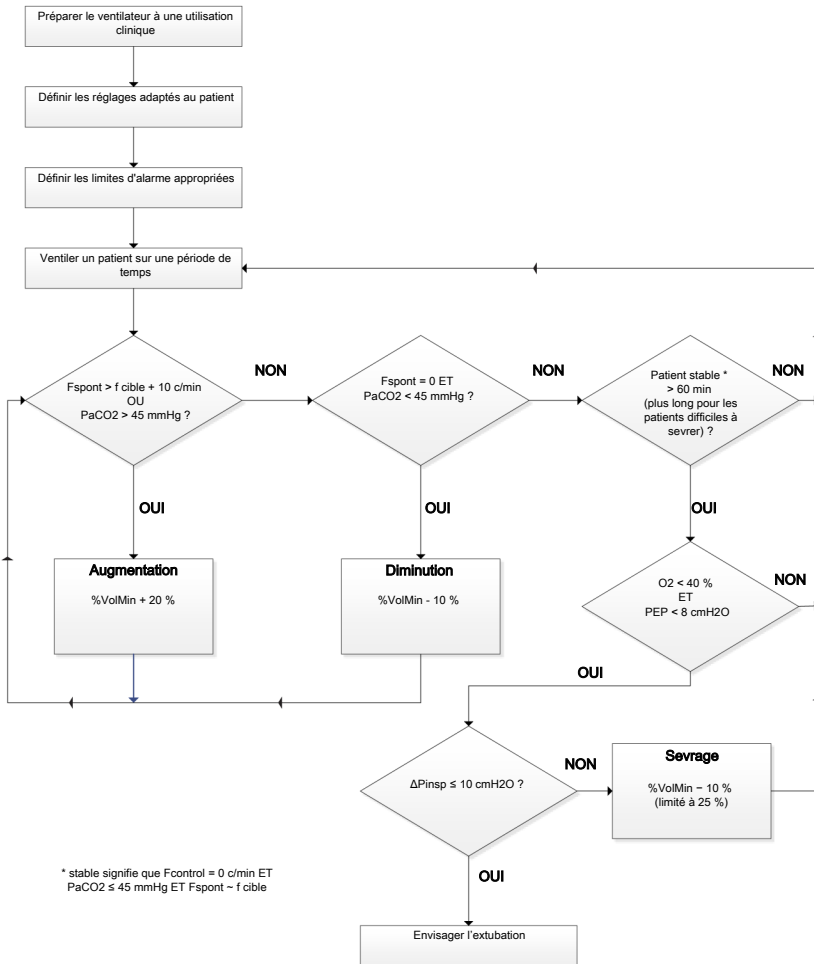 Préparer le ventilateur à une utilisation
clinique
Définir les réglages adaptés au patient
Définir les limites d'alarme appropriées
Ventiler un patient sur une période de
temps
Fspont > f cible + 10 c/min
OU
PaCO2 > 45 mmHg ?
NON
Fspont = 0 ET
PaCO2 < 45 mmHg ?
NON
Patient stable *
> 60 min
(plus long pour les
patients difficiles à
sevrer) ?
NON
OUI
OUI
OUI
Augmentation
%VolMin + 20 %
Diminution
%VolMin - 10 %
O2 < 40 %
ET
PEP < 8 cmH2O
NON
OUI
ΔPinsp ≤ 10 cmH2O ?
NON
Sevrage
%VolMin − 10 %
(limité à 25 %)
OUI
* stable signifie que Fcontrol = 0 c/min ET
PaCO2 ≤ 45 mmHg ET Fspont ~ f cible
Envisager l’extubation